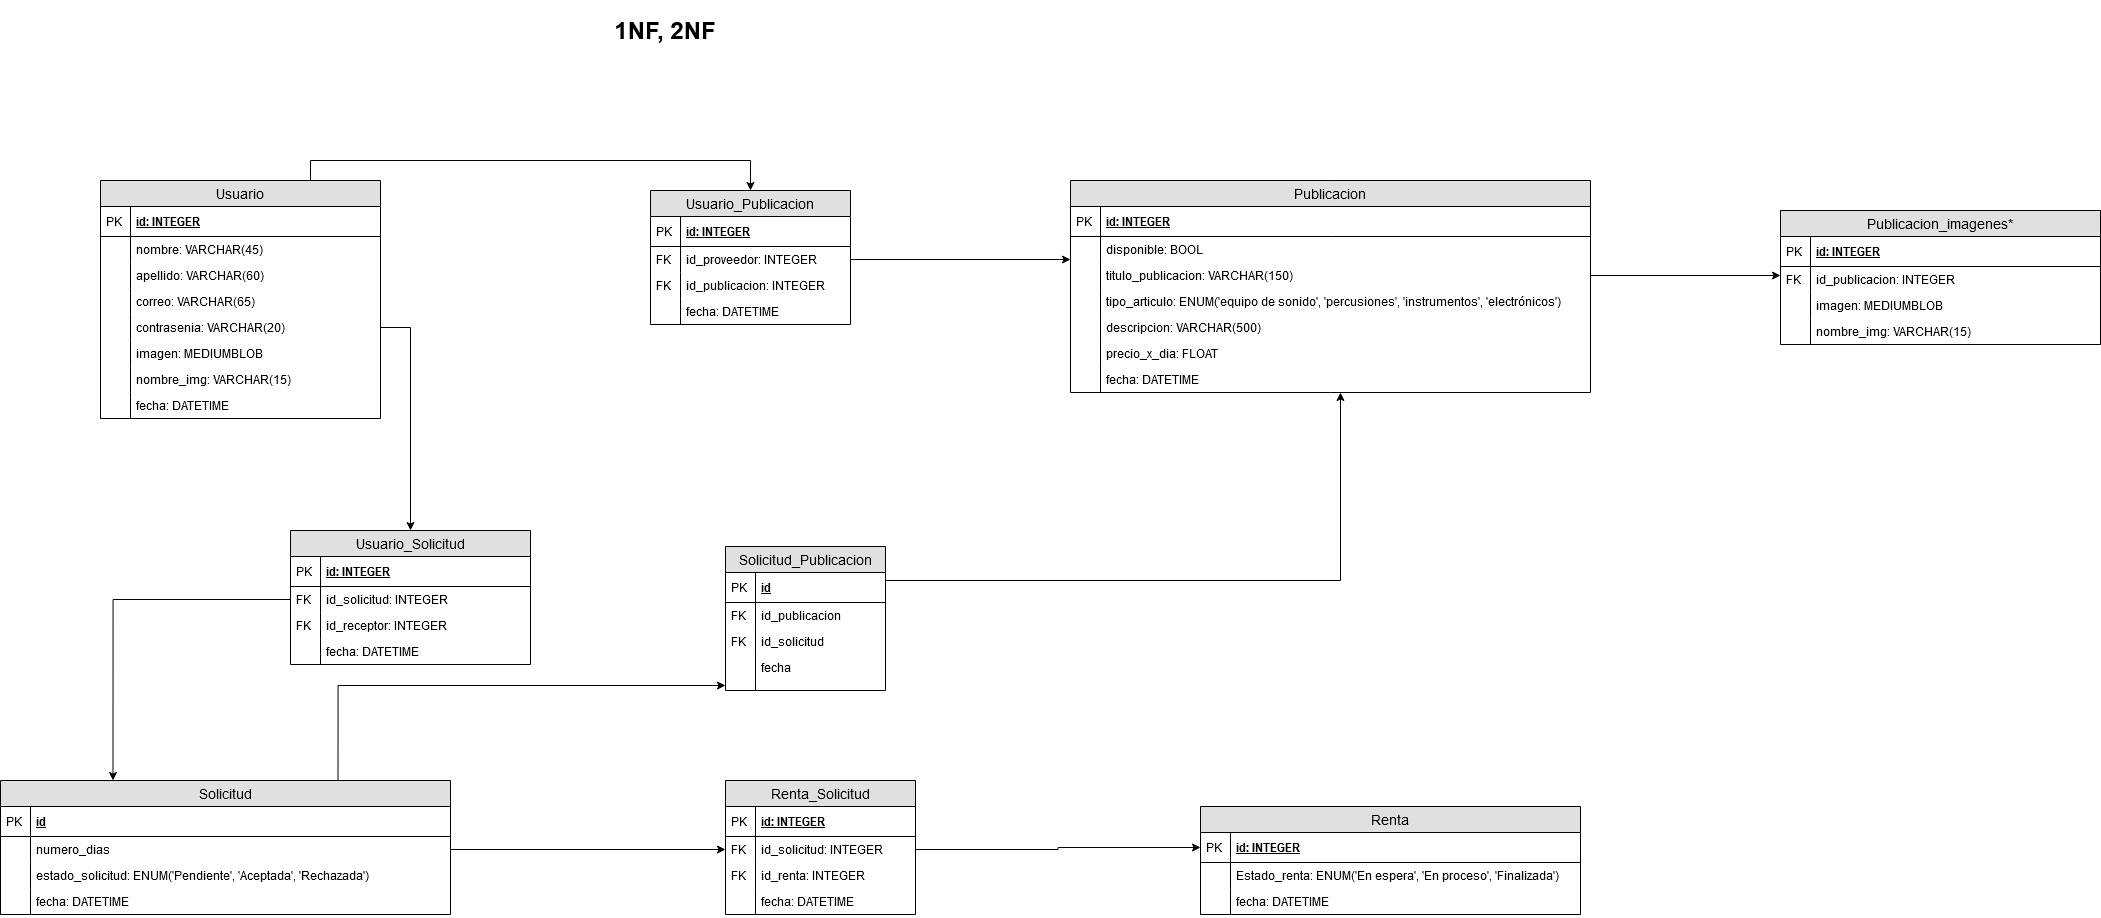 1NF, 2NF
Usuario
PK id: INTEGER
nombre: VARCHAR(45)
apellido: VARCHAR(60)
correo: VARCHAR(65)
contrasenia: VARCHAR(20)
imagen: MEDIUMBLOB
nombre_img: VARCHAR(15)
fecha: DATETIME
Usuario_Publicacion
PK id: INTEGER
FK id_proveedor: INTEGER
FK id_publicacion: INTEGER
fecha: DATETIME
Publicacion
PK id: INTEGER
disponible: BOOL
titulo_publicacion: VARCHAR(150)
tipo_articulo: ENUM('equipo de sonido', 'percusiones', 'instrumentos', 'electrónicos')
descripcion: VARCHAR(500)
precio_x_dia: FLOAT
fecha: DATETIME
Publicacion_imagenes*
PK id: INTEGER
FK id_publicacion: INTEGER
imagen: MEDIUMBLOB
nombre_img: VARCHAR(15)
Usuario_Solicitud
PK id: INTEGER
FK id_solicitud: INTEGER
FK id_receptor: INTEGER
fecha: DATETIME
Solicitud_Publicacion
PK id
FK id_publicacion
FK id_solicitud
fecha
Solicitud
PK id
numero_dias
estado_solicitud: ENUM('Pendiente', 'Aceptada', 'Rechazada')
fecha: DATETIME
Renta_Solicitud
PK id: INTEGER
FK id_solicitud: INTEGER
FK id_renta: INTEGER
fecha: DATETIME
Renta
PK id: INTEGER
Estado_renta: ENUM('En espera', 'En proceso', 'Finalizada')
fecha: DATETIME